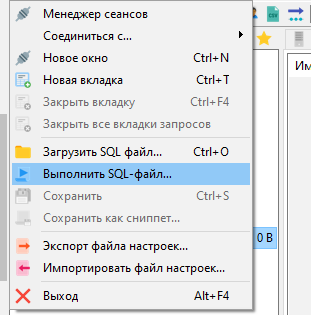 Менеджер сеансов
Соединиться с...
Новое окно Ctrl+N
Новая вкладка Ctrl+T
Закрыть вкладку Ctrl+F4
Закрыть все вкладки запросов
Загрузить SQL файл... Ctrl+O
Выполнить SQL-файл...
Сохранить Ctrl+S
Сохранить как сниппет...
Экспорт файла настроек...
Импортировать файл настроек...
Выход Alt+F4
CSV
Им
0 B